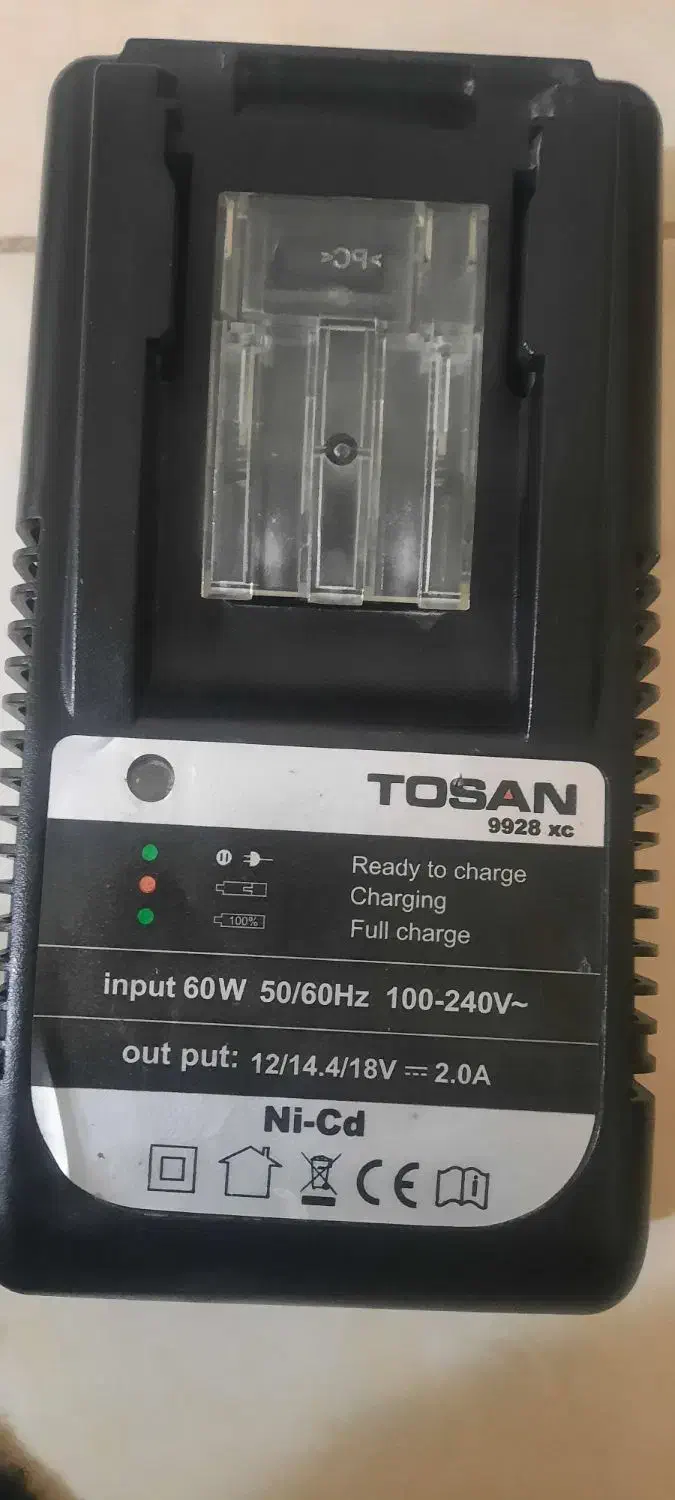 >PC<
TOSAN
9928 xc
Ready to charge
Charging
100% Full charge
input 60W 50/60Hz 100-240V~
out put: 12/14.4/18V ⎓ 2.0A
Ni-Cd
CE